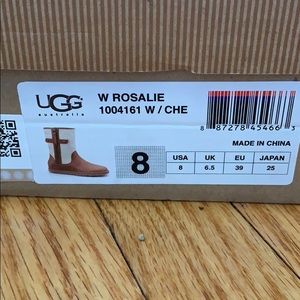 UGG
australia
W ROSALIE
1004161 W / CHE
8 87278 45466 3
MADE IN CHINA
8
USA UK EU JAPAN
8 6.5 39 25